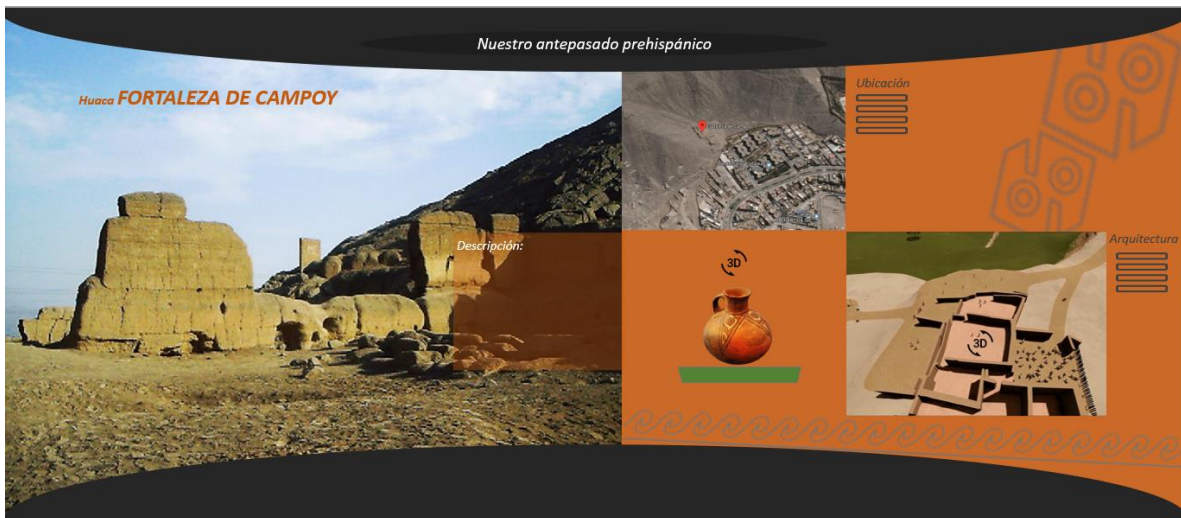 Nuestro antepasado prehispánico
Huaca FORTALEZA DE CAMPOY
Ubicación
Descripción:
3D
Arquitectura
3D